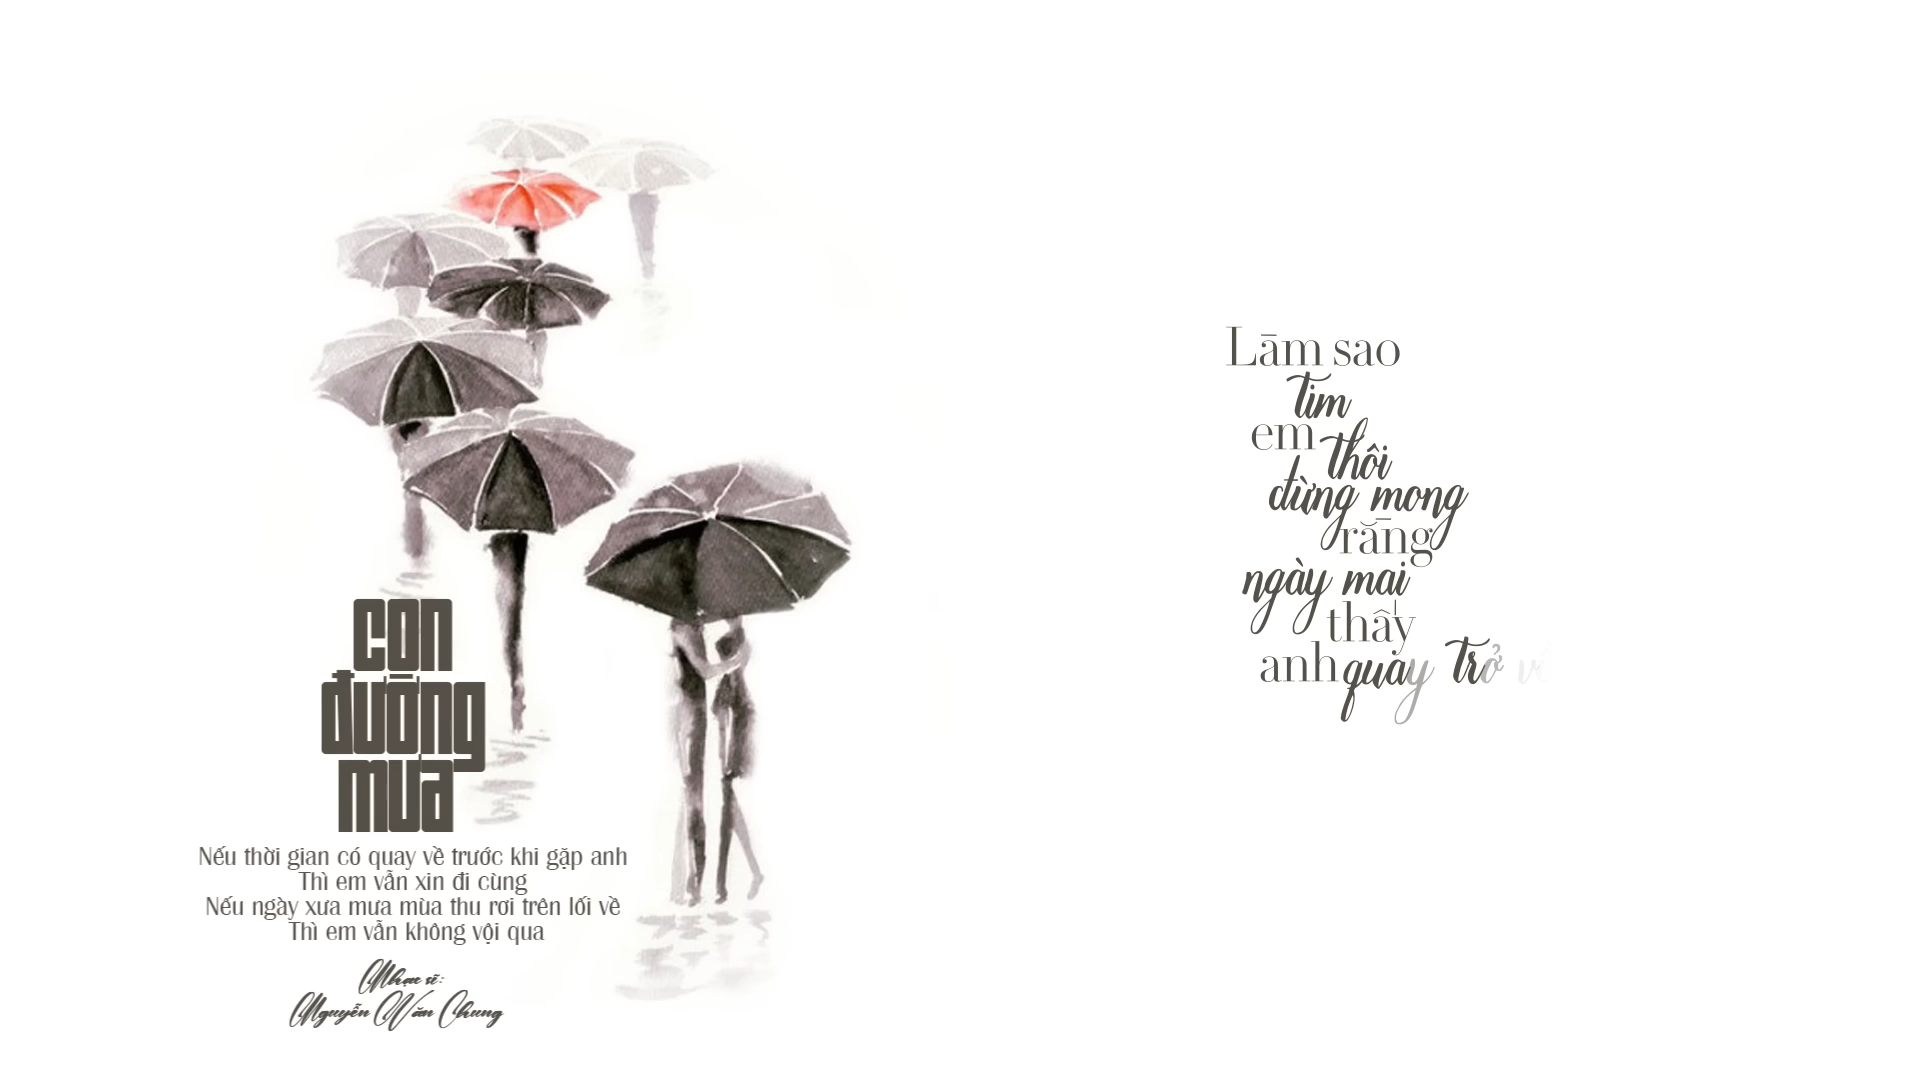 con
đường
mưa
Nếu thời gian có quay về trước khi gặp anh
Thì em vẫn xin đi cùng
Nếu ngày xưa mưa mùa thu rơi trên lối về
Thì em vẫn không vội qua
Nhạc sĩ:
Nguyễn Văn Chung
Làm sao
tim
em thôi
đừng mong
rằng
ngày mai
thấy
anh quay trở về